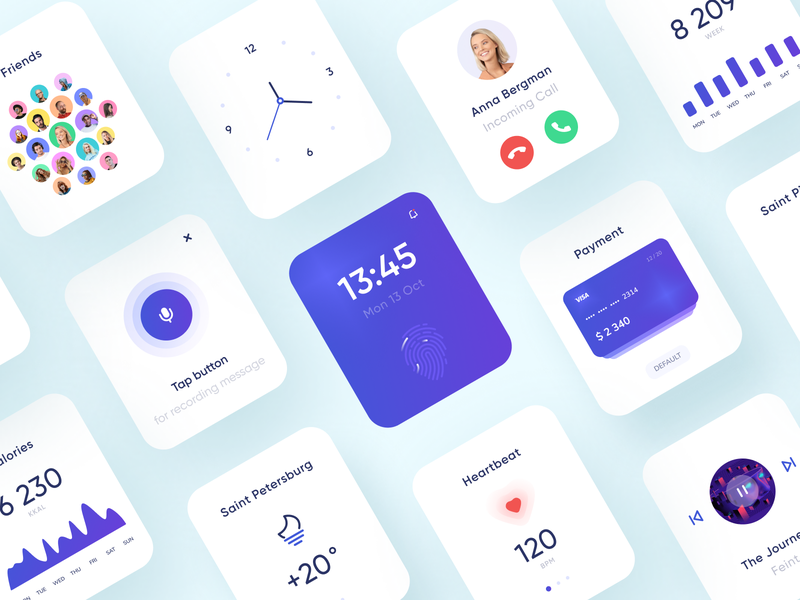 Friends
12
3
6
9
Anna Bergman
Incoming Call
8 209
WEEK
MON TUE WED THU FRI SAT
Tap button
for recording message
13:45
Mon 13 Oct
Payment
12 / 20
VISA
•••• •••• •••• 2314
$ 2 340
DEFAULT
Saint P
alories
6 230
KKAL
TUE WED THU FRI SAT SUN
Saint Petersburg
+20°
Heartbeat
120
BPM
The Journe
Feint